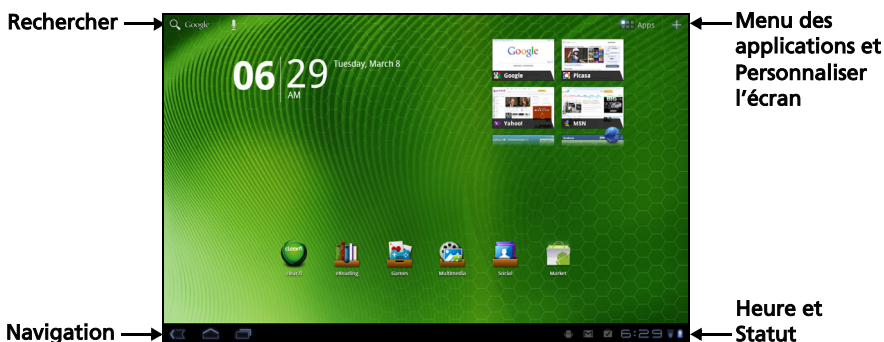 Rechercher
Google
Apps
Menu des
applications et
Personnaliser
l'écran
06 29
AM
Tuesday, March 8
Google
Google
Picasa
Yahoo!
MSN
eReading
Games
Multimedia
Social
Market
Navigation
6:29
Heure et
Statut